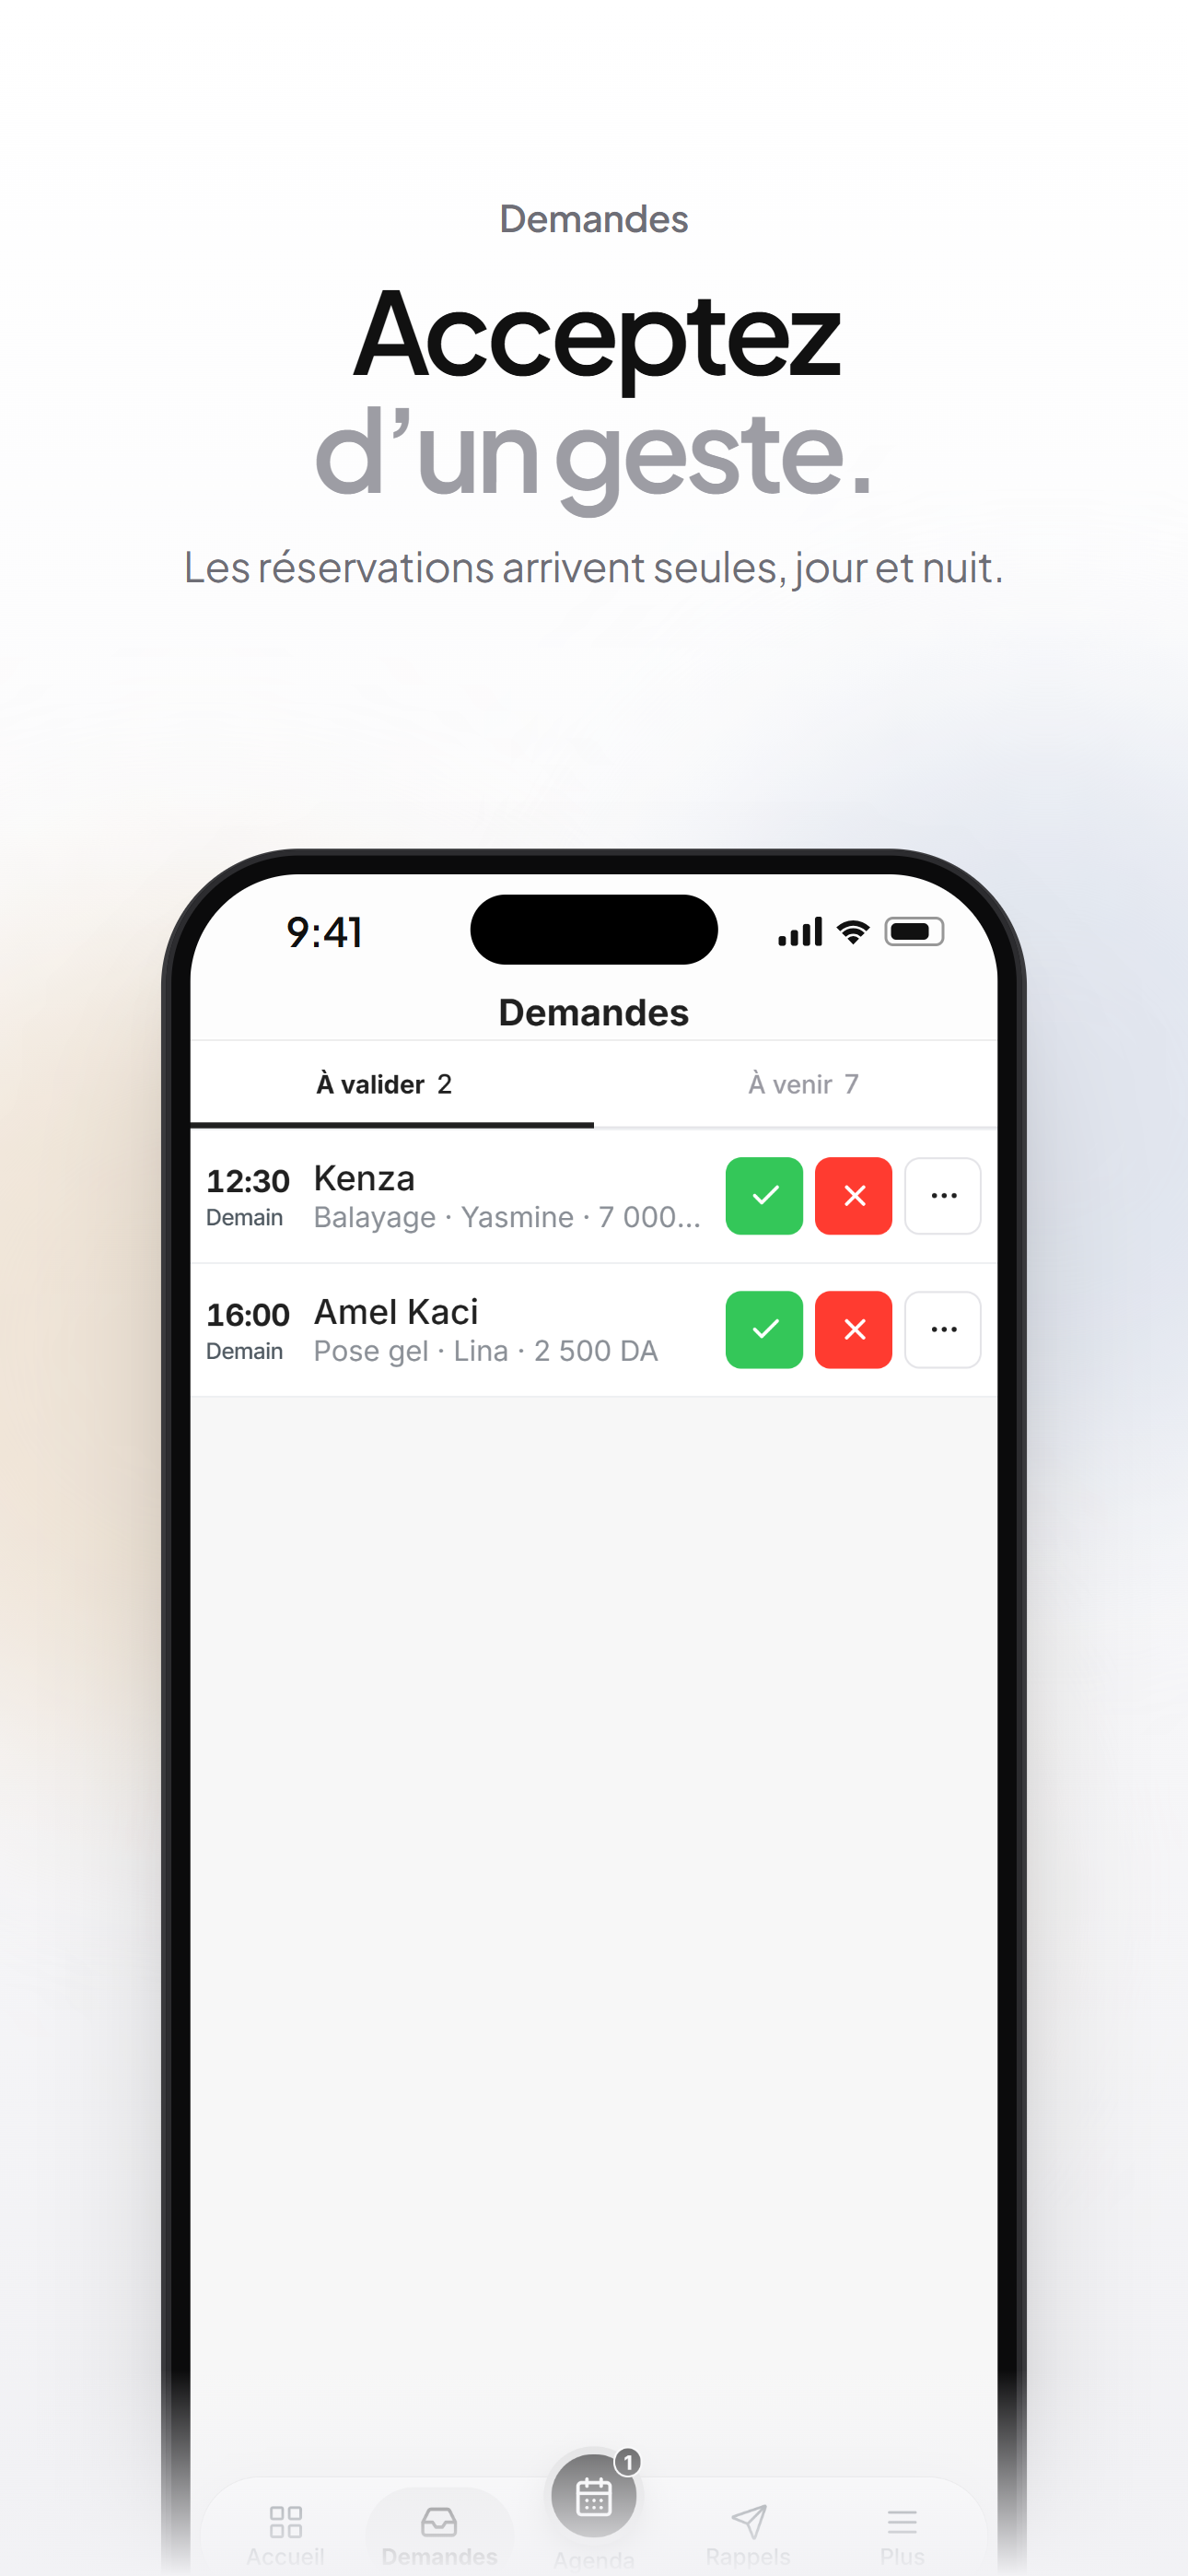 Demandes
Acceptez
d’un geste.
Les réservations arrivent seules, jour et nuit.
9:41
Demandes
À valider 2
À venir 7
12:30
Demain
Kenza
Balayage · Yasmine · 7 000...
16:00
Demain
Amel Kaci
Pose gel · Lina · 2 500 DA
1
Accueil
Demandes
Agenda
Rappels
Plus